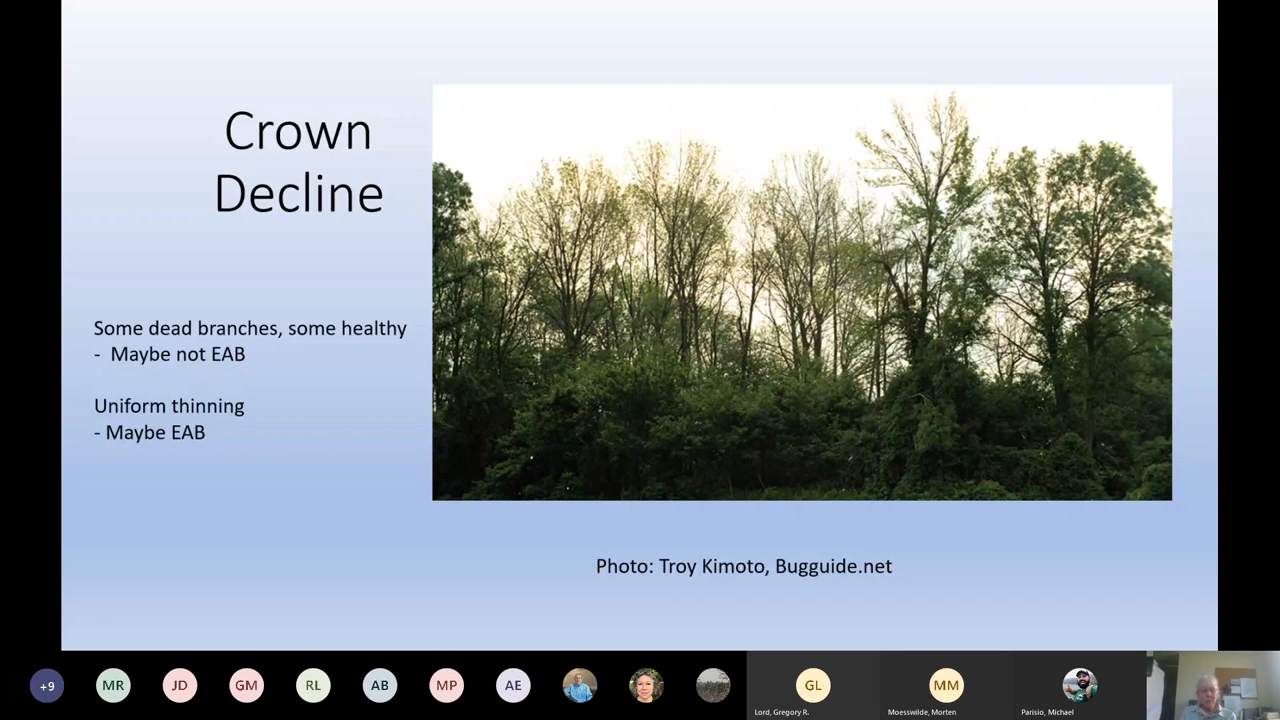 Crown
Decline
Some dead branches, some healthy
- Maybe not EAB
Uniform thinning
- Maybe EAB
Photo: Troy Kimoto, Bugguide.net
+9
MR
JD
GM
RL
AB
MP
AE
GL
MM
Lord, Gregory R.
Moesswilde, Morten
Parisio, Michael